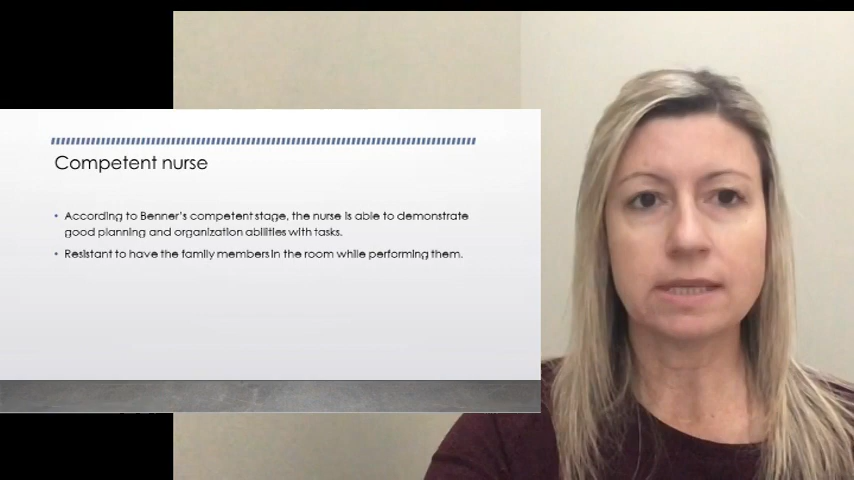 Competent nurse
According to Benner's competent stage, the nurse is able to demonstrate
good planning and organization abilities with tasks.
Resistant to have the family members in the room while performing them.